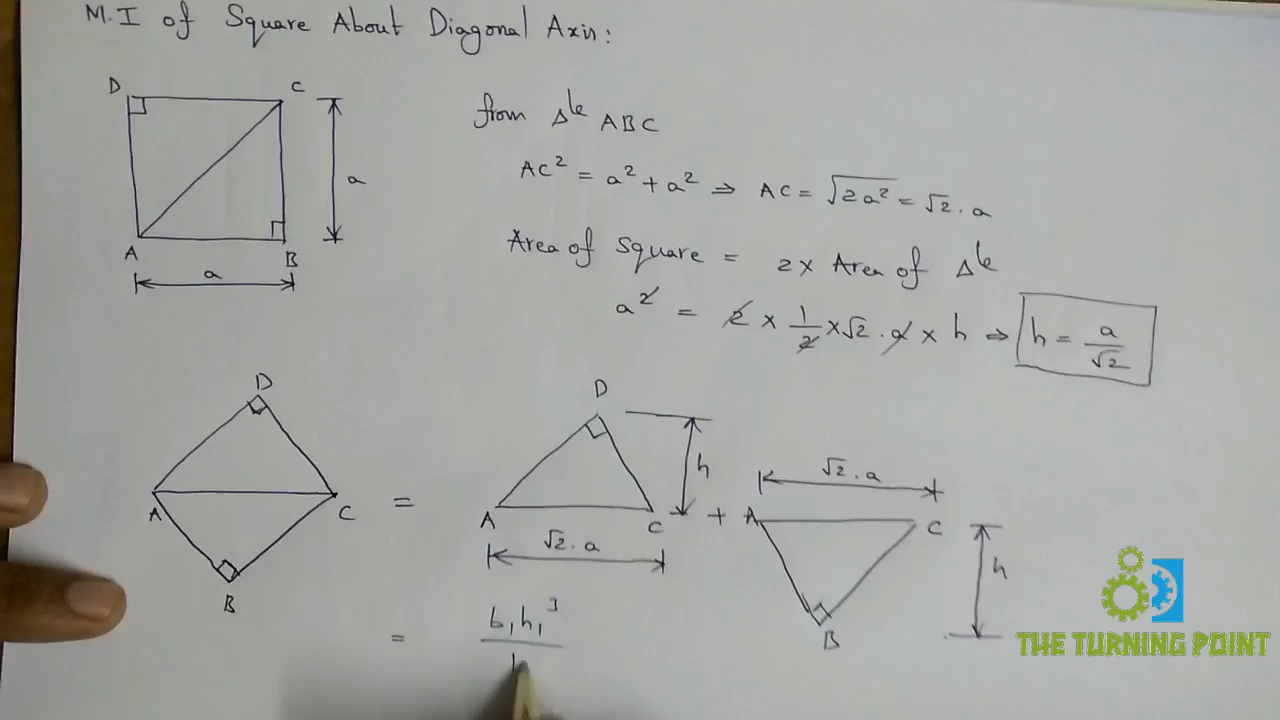 M.I of Square About Diagonal Axis:
D C
a
A B
a
from Δle ABC
AC² = a² + a² ⇒ AC = √2a² = √2 . a
Area of Square = 2 x Area of Δle
a² = 2 x 1/2 x √2 . a x h ⇒ h = a/√2
D
A C
B
=
D
h
A C
√2 . a
+
√2 . a
A C
h
B
= b₁h₁³
THE TURNING POINT